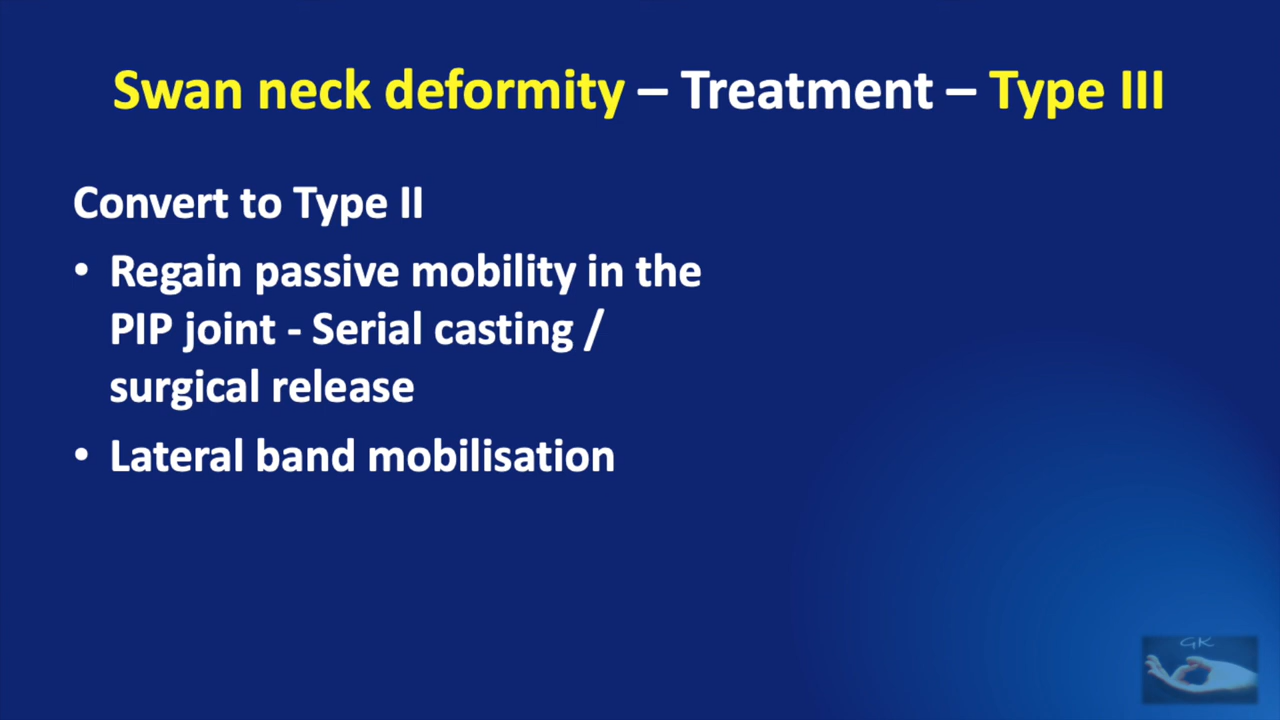 Swan neck deformity – Treatment – Type III
Convert to Type II
• Regain passive mobility in the
PIP joint - Serial casting /
surgical release
• Lateral band mobilisation
GK